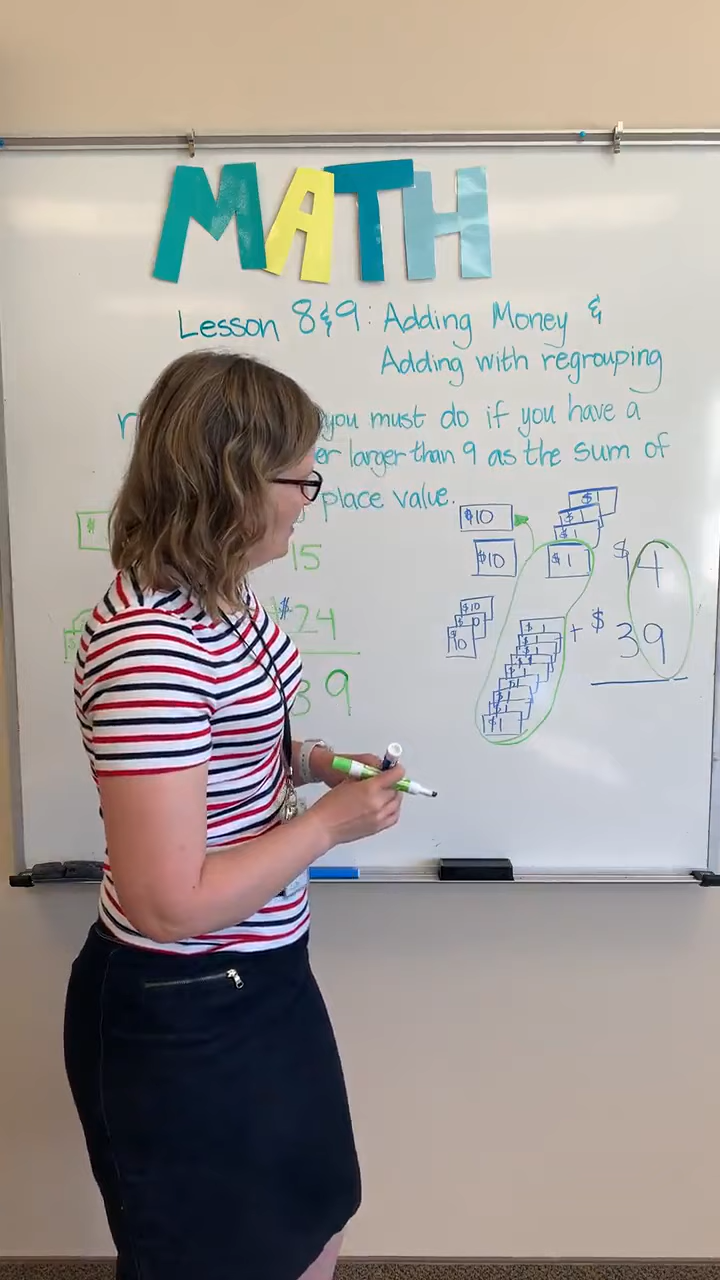 MATH
Lesson 8&9: Adding Money &
Adding with regrouping
you must do if you have a
larger than 9 as the sum of
place value.
$10
$1
$1
$1
$10
$1
$ 4
15
$24
+ $39
$10
$10
$1
$1
$1
$1
39